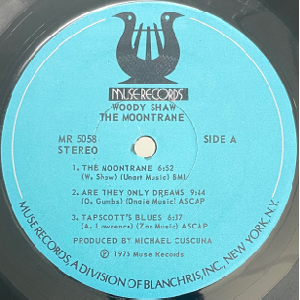 MUSE RECORDS
WOODY SHAW
THE MOONTRANE
MR 5058
STEREO
SIDE A
1. THE MOONTRANE 6:52
(W. Shaw) (Unart Music) BMI
2. ARE THEY ONLY DREAMS 9:44
(O. Gumbs) (Onaje Music) ASCAP
3. TAPSCOTT'S BLUES 6:37
(A. Lawrence) (Zar Music) ASCAP
PRODUCED BY MICHAEL CUSCUNA
© 1975 Muse Records
MUSE RECORDS, A DIVISION OF BLANCHRIS, INC., NEW YORK, N.Y.